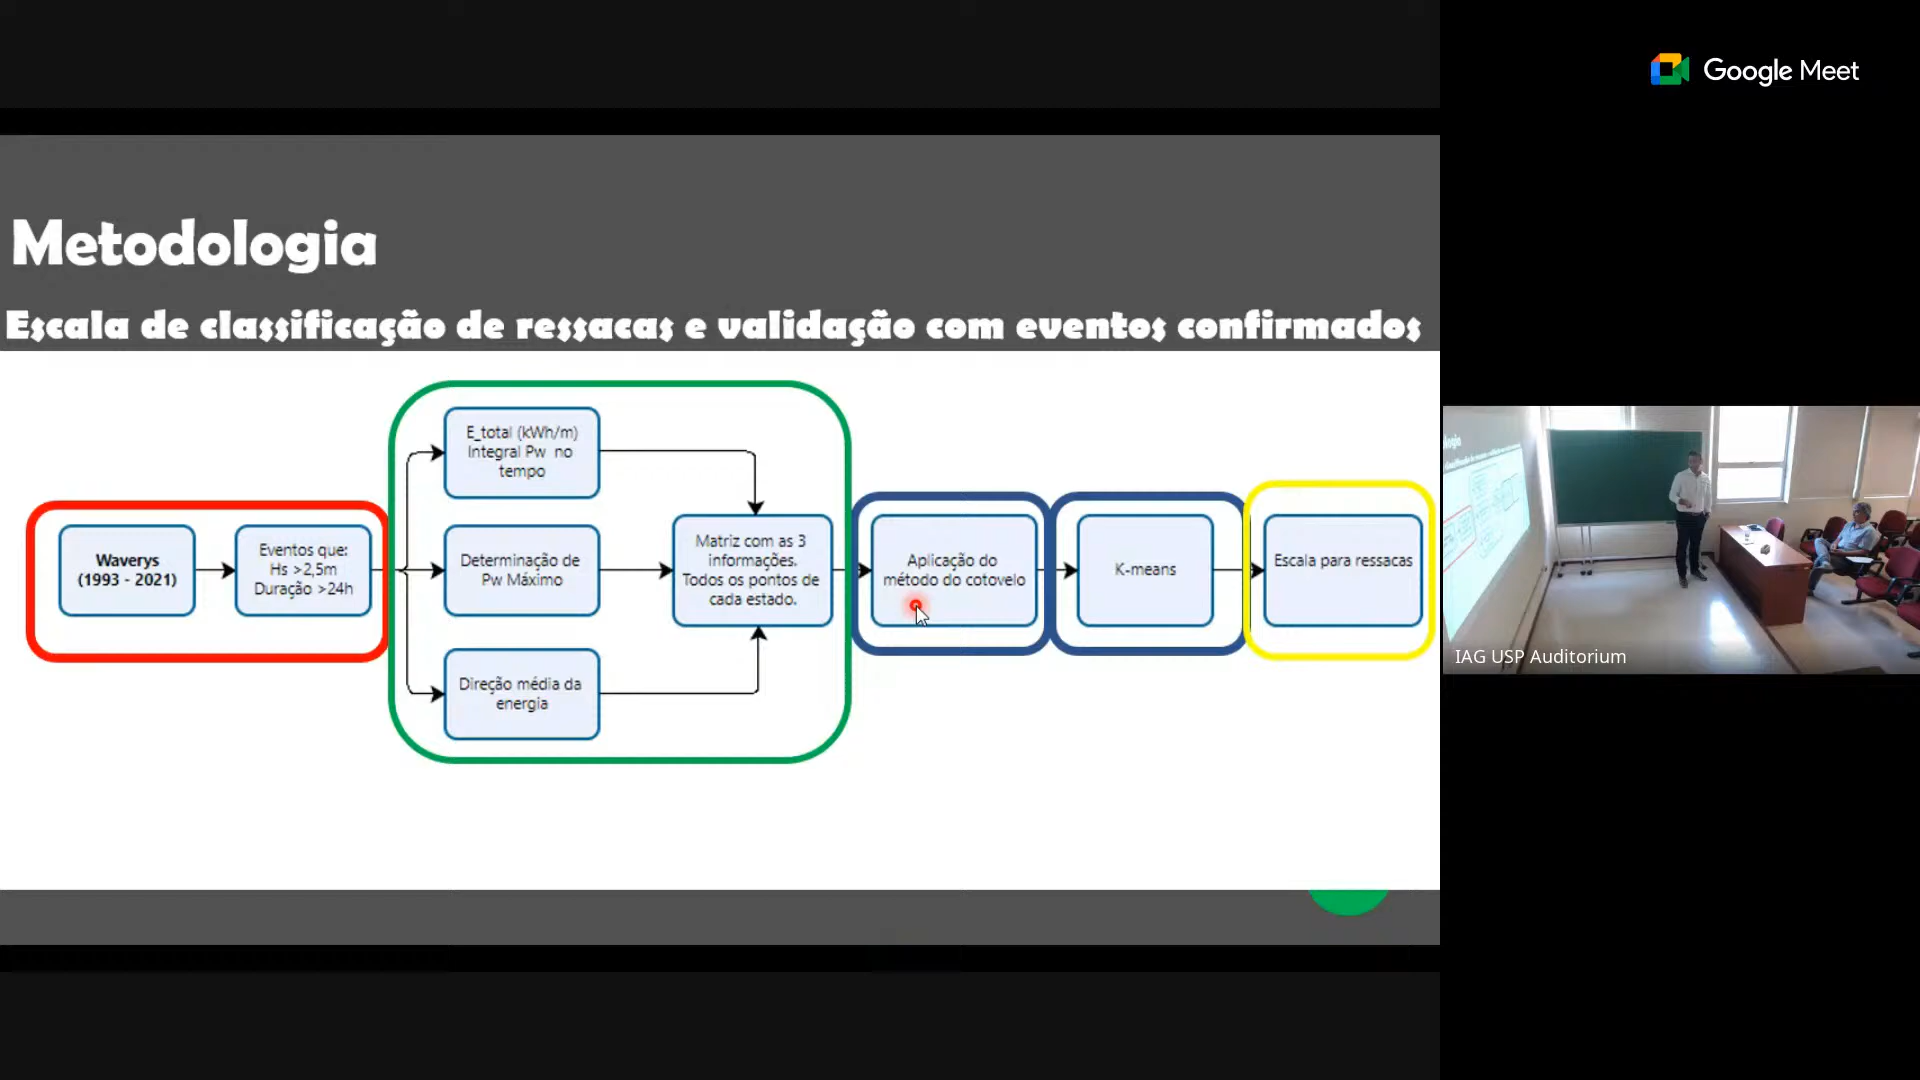 Google Meet
Metodologia
Escala de classificação de ressacas e validação com eventos confirmados
E_total (kWh/m)
Integral Pw no
tempo
Waverys
(1993 - 2021)
Eventos que:
Hs >2,5m
Duração >24h
Determinação de
Pw Máximo
Matriz com as 3
informações.
Todos os pontos de
cada estado.
Aplicação do
método do cotovelo
K-means
Escala para ressacas
Direção média da
energia
IAG USP Auditorium